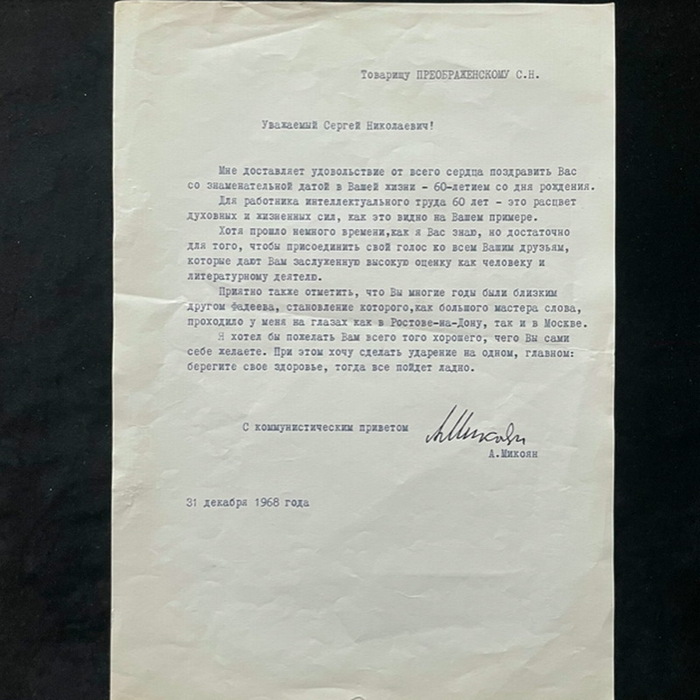 Товарищу ПРЕОБРАЖЕНСКОМУ С.Н.
Уважаемый Сергей Николаевич!
Мне доставляет удовольствие от всего сердца поздравить Вас
со знаменательной датой в Вашей жизни - 60-летием со дня рождения.
Для работника интеллектуального труда 60 лет - это расцвет
духовных и жизненных сил, как это видно на Вашем примере.
Хотя прошло немного времени,как я Вас знаю, но достаточно
для того, чтобы присоединить свой голос ко всем Вашим друзьям,
которые дают Вам заслуженную высокую оценку как человеку и
литературному деятелю.
Приятно также отметить, что Вы многие годы были близким
другом Фадеева, становление которого,как большого мастера слова,
проходило у меня на глазах как в Ростове-на-Дону, так и в Москве.
Я хотел бы пожелать Вам всего того хорошего, чего Вы сами
себе желаете. При этом хочу сделать ударение на одном, главном:
берегите свое здоровье, тогда все пойдет ладно.
С коммунистическим приветом
А.Микоян
А.Микоян
31 декабря 1968 года